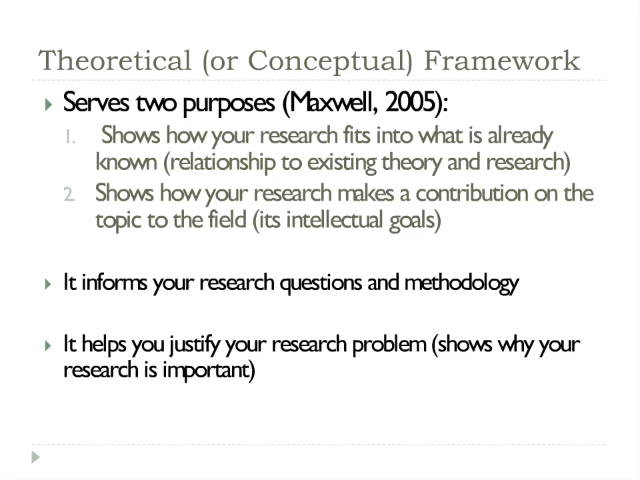 Theoretical (or Conceptual) Framework
Serves two purposes (Maxwell, 2005):
1. Shows how your research fits into what is already
known (relationship to existing theory and research)
2. Shows how your research makes a contribution on the
topic to the field (its intellectual goals)
It informs your research questions and methodology
It helps you justify your research problem (shows why your
research is important)